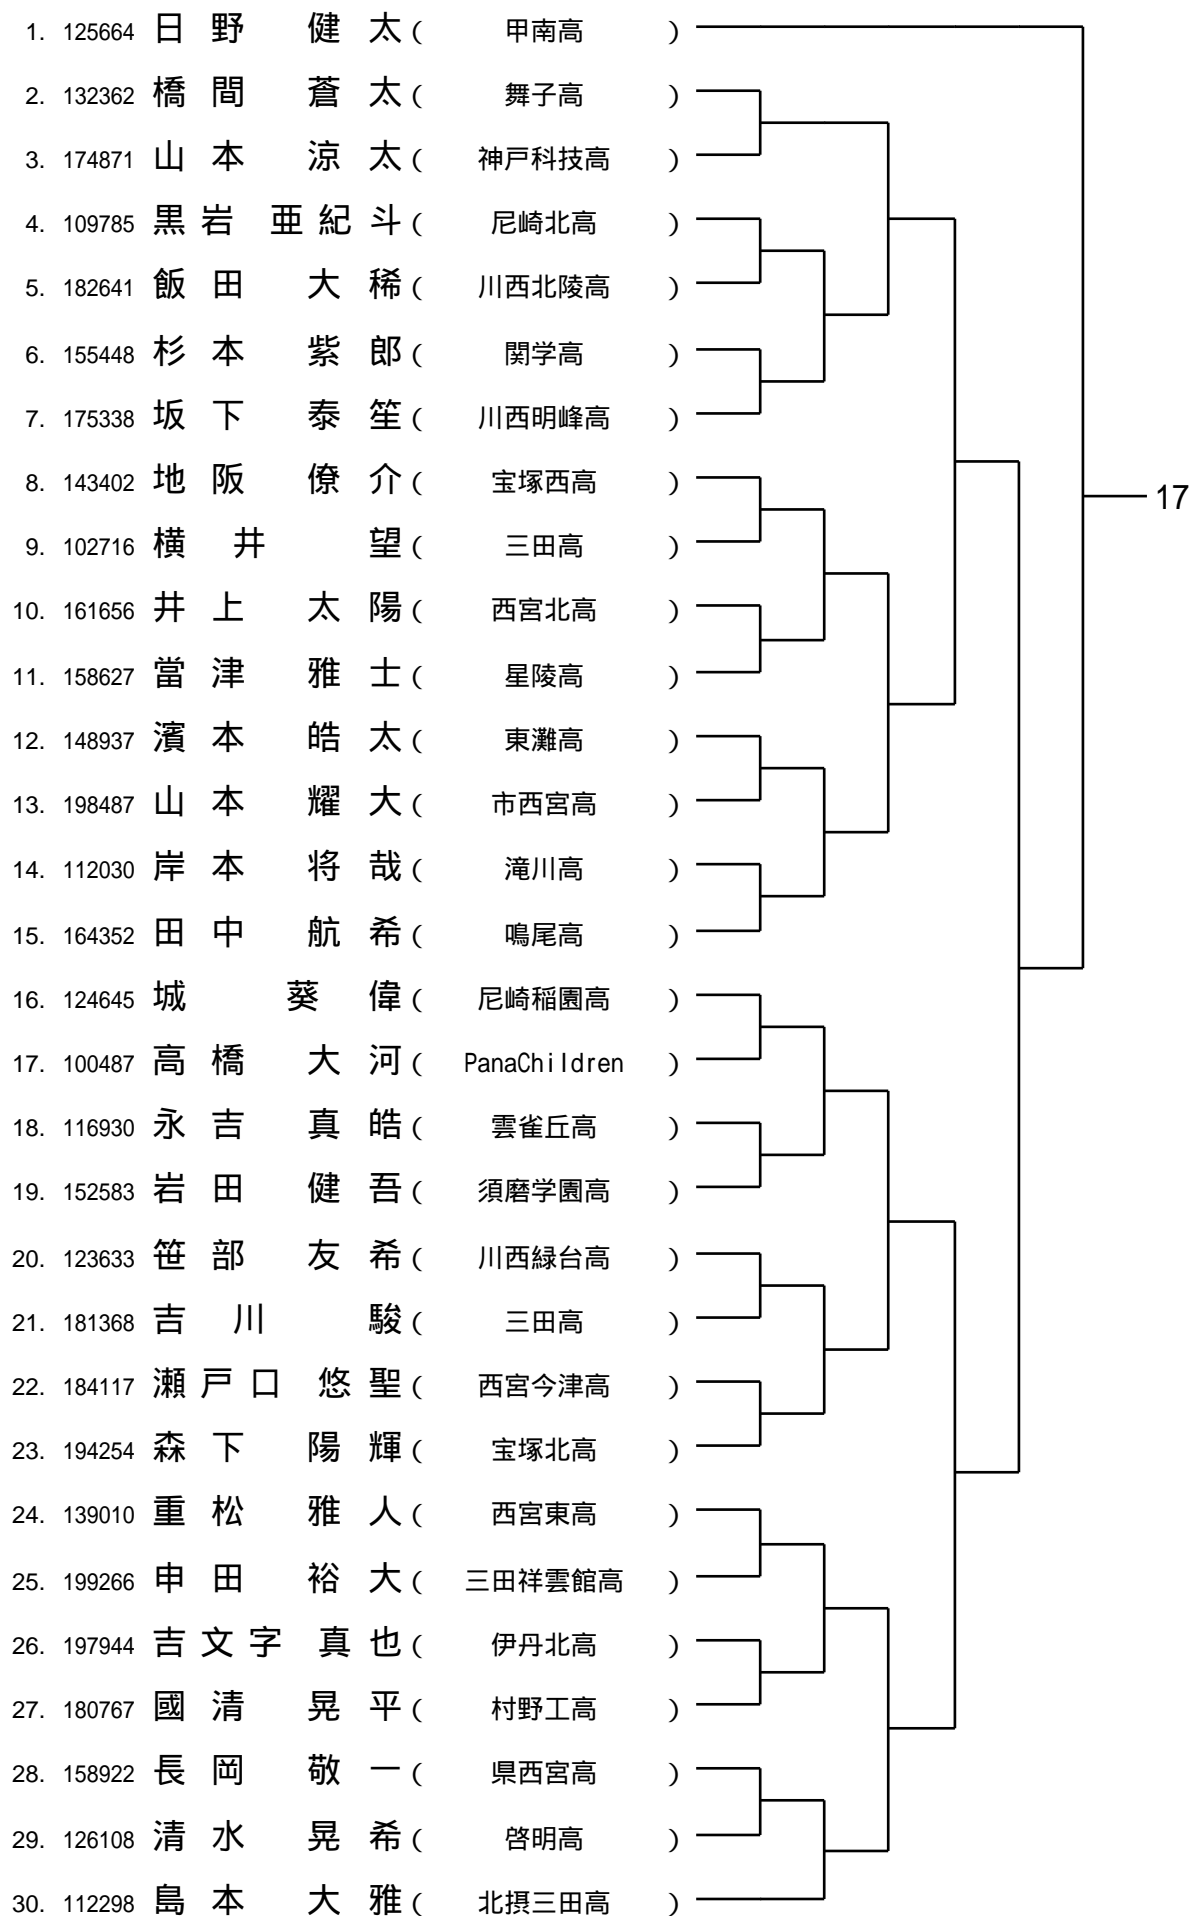 1. 125664 日野 健太 ( 甲南高 )
2. 132362 橋間 蒼太 ( 舞子高 )
3. 174871 山本 涼太 ( 神戸科技高 )
4. 109785 黒岩 亜紀斗 ( 尼崎北高 )
5. 182641 飯田 大稀 ( 川西北陵高 )
6. 155448 杉本 紫郎 ( 関学高 )
7. 175338 坂下 泰笙 ( 川西明峰高 )
8. 143402 地阪 僚介 ( 宝塚西高 )
17
9. 102716 横井 望 ( 三田高 )
10. 161656 井上 太陽 ( 西宮北高 )
11. 158627 當津 雅士 ( 星陵高 )
12. 148937 濱本 皓太 ( 東灘高 )
13. 198487 山本 耀大 ( 市西宮高 )
14. 112030 岸本 将哉 ( 滝川高 )
15. 164352 田中 航希 ( 鳴尾高 )
16. 124645 城 葵偉 ( 尼崎稲園高 )
17. 100487 高橋 大河 ( PanaChildren )
18. 116930 永吉 真皓 ( 雲雀丘高 )
19. 152583 岩田 健吾 ( 須磨学園高 )
20. 123633 笹部 友希 ( 川西緑台高 )
21. 181368 吉川 駿 ( 三田高 )
22. 184117 瀬戸口 悠聖 ( 西宮今津高 )
23. 194254 森下 陽輝 ( 宝塚北高 )
24. 139010 重松 雅人 ( 西宮東高 )
25. 199266 申田 裕大 ( 三田祥雲館高 )
26. 197944 吉文字 真也 ( 伊丹北高 )
27. 180767 國清 晃平 ( 村野工高 )
28. 158922 長岡 敬一 ( 県西宮高 )
29. 126108 清水 晃希 ( 啓明高 )
30. 112298 島本 大雅 ( 北摂三田高 )